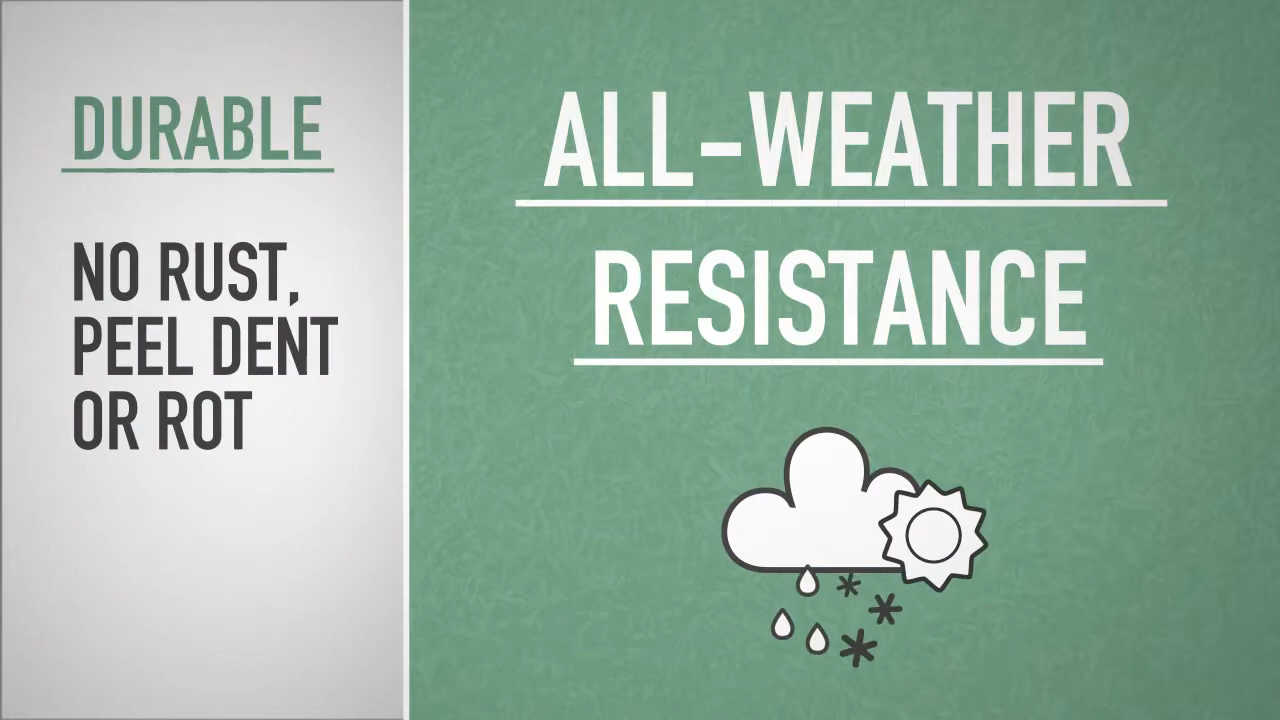 DURABLE
NO RUST,
PEEL DENT
OR ROT
ALL-WEATHER
RESISTANCE